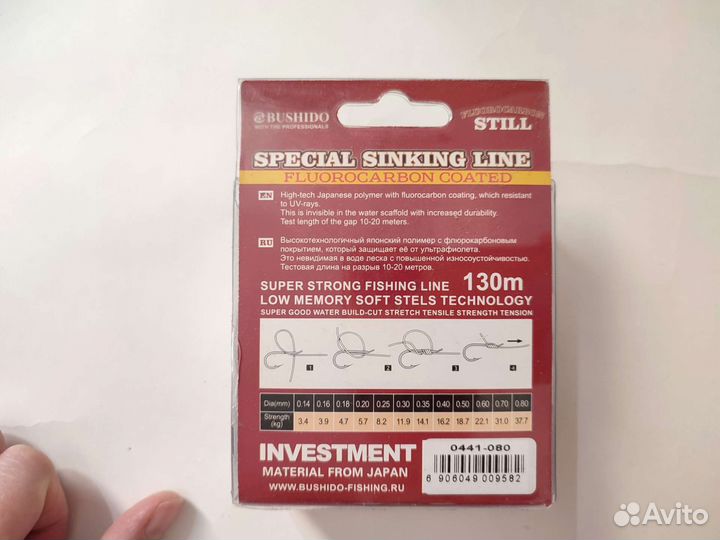 BUSHIDO
WITH THE PROFESSIONALS
FLUOROCARBON
STILL
SPECIAL SINKING LINE
FLUOROCARBON COATED
EN High-tech Japanese polymer with fluorocarbon coating, which resistant
to UV-rays.
This is invisible in the water scaffold with increased durability.
Test length of the gap 10-20 meters.
RU Высокотехнологичный японский полимер с флюрокарбоновым
покрытием, который защищает её от ультрафиолета.
Это невидимая в воде леска с повышенной износоустойчивостью.
Тестовая длина на разрыв 10-20 метров.
SUPER STRONG FISHING LINE 130m
LOW MEMORY SOFT STELS TECHNOLOGY
SUPER GOOD WATER BUILD-CUT STRETCH TENSILE STRENGTH TENSION
1 2 3 4
Dia(mm) 0.14 0.16 0.18 0.20 0.25 0.30 0.35 0.40 0.50 0.60 0.70 0.80
Strength (kg) 3.4 3.9 4.7 5.7 8.2 11.9 14.1 16.2 18.7 22.1 31.0 37.7
INVESTMENT
MATERIAL FROM JAPAN
WWW.BUSHIDO-FISHING.RU
0441-080
6 906049 009582
Avito